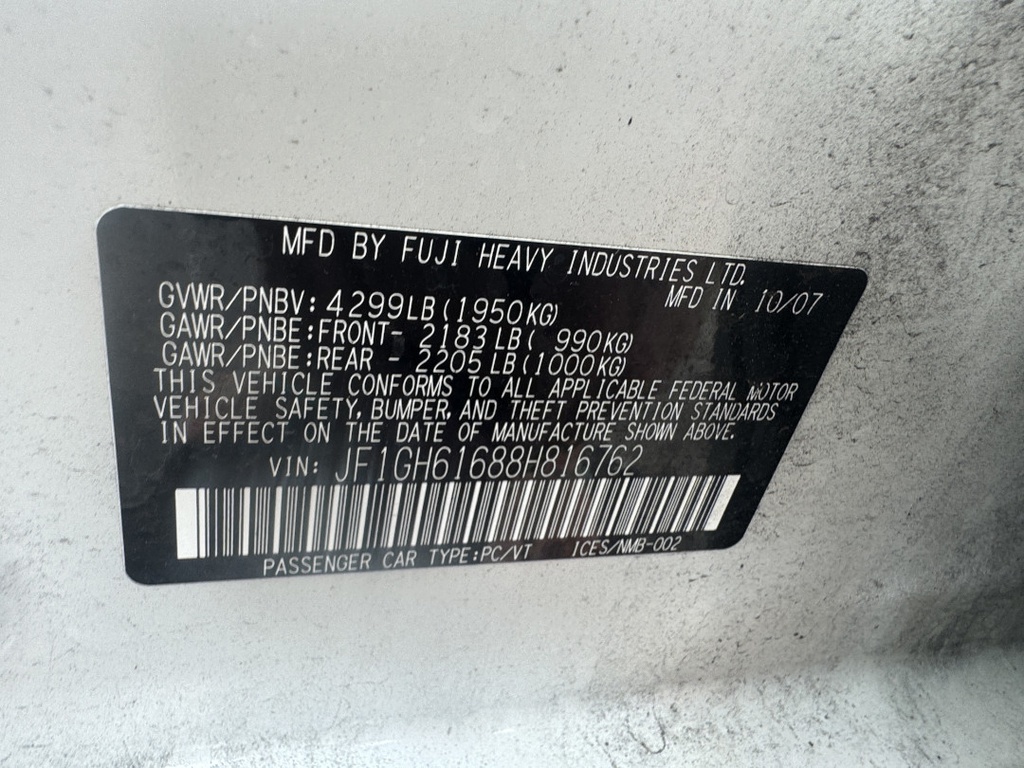 MFD BY FUJI HEAVY INDUSTRIES LTD.
MFD IN 10/07
GVWR/PNBV: 4299LB(1950KG)
GAWR/PNBE:FRONT- 2183LB( 990KG)
GAWR/PNBE:REAR - 2205LB(1000KG)
THIS VEHICLE CONFORMS TO ALL APPLICABLE FEDERAL MOTOR
VEHICLE SAFETY, BUMPER, AND THEFT PREVENTION STANDARDS
IN EFFECT ON THE DATE OF MANUFACTURE SHOWN ABOVE.
VIN: JF1GH61688H816762
PASSENGER CAR TYPE:PC/VT ICES/NMB-002